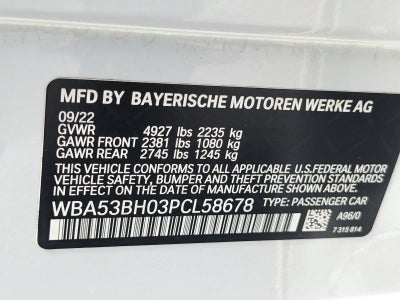 MFD BY BAYERISCHE MOTOREN WERKE AG
09/22
GVWR 4927 lbs 2235 kg
GAWR FRONT 2381 lbs 1080 kg
GAWR REAR 2745 lbs 1245 kg
THIS VEHICLE CONFORMS TO ALL APPLICABLE U.S. FEDERAL MOTOR
VEHICLE SAFETY, BUMPER, AND THEFT PREVENTION STANDARDS
IN EFFECT ON THE DATE OF MANUFACTURE SHOWN ABOVE.
WBA53BH03PCL58678 TYPE: PASSENGER CAR
A96/0
7 315 814